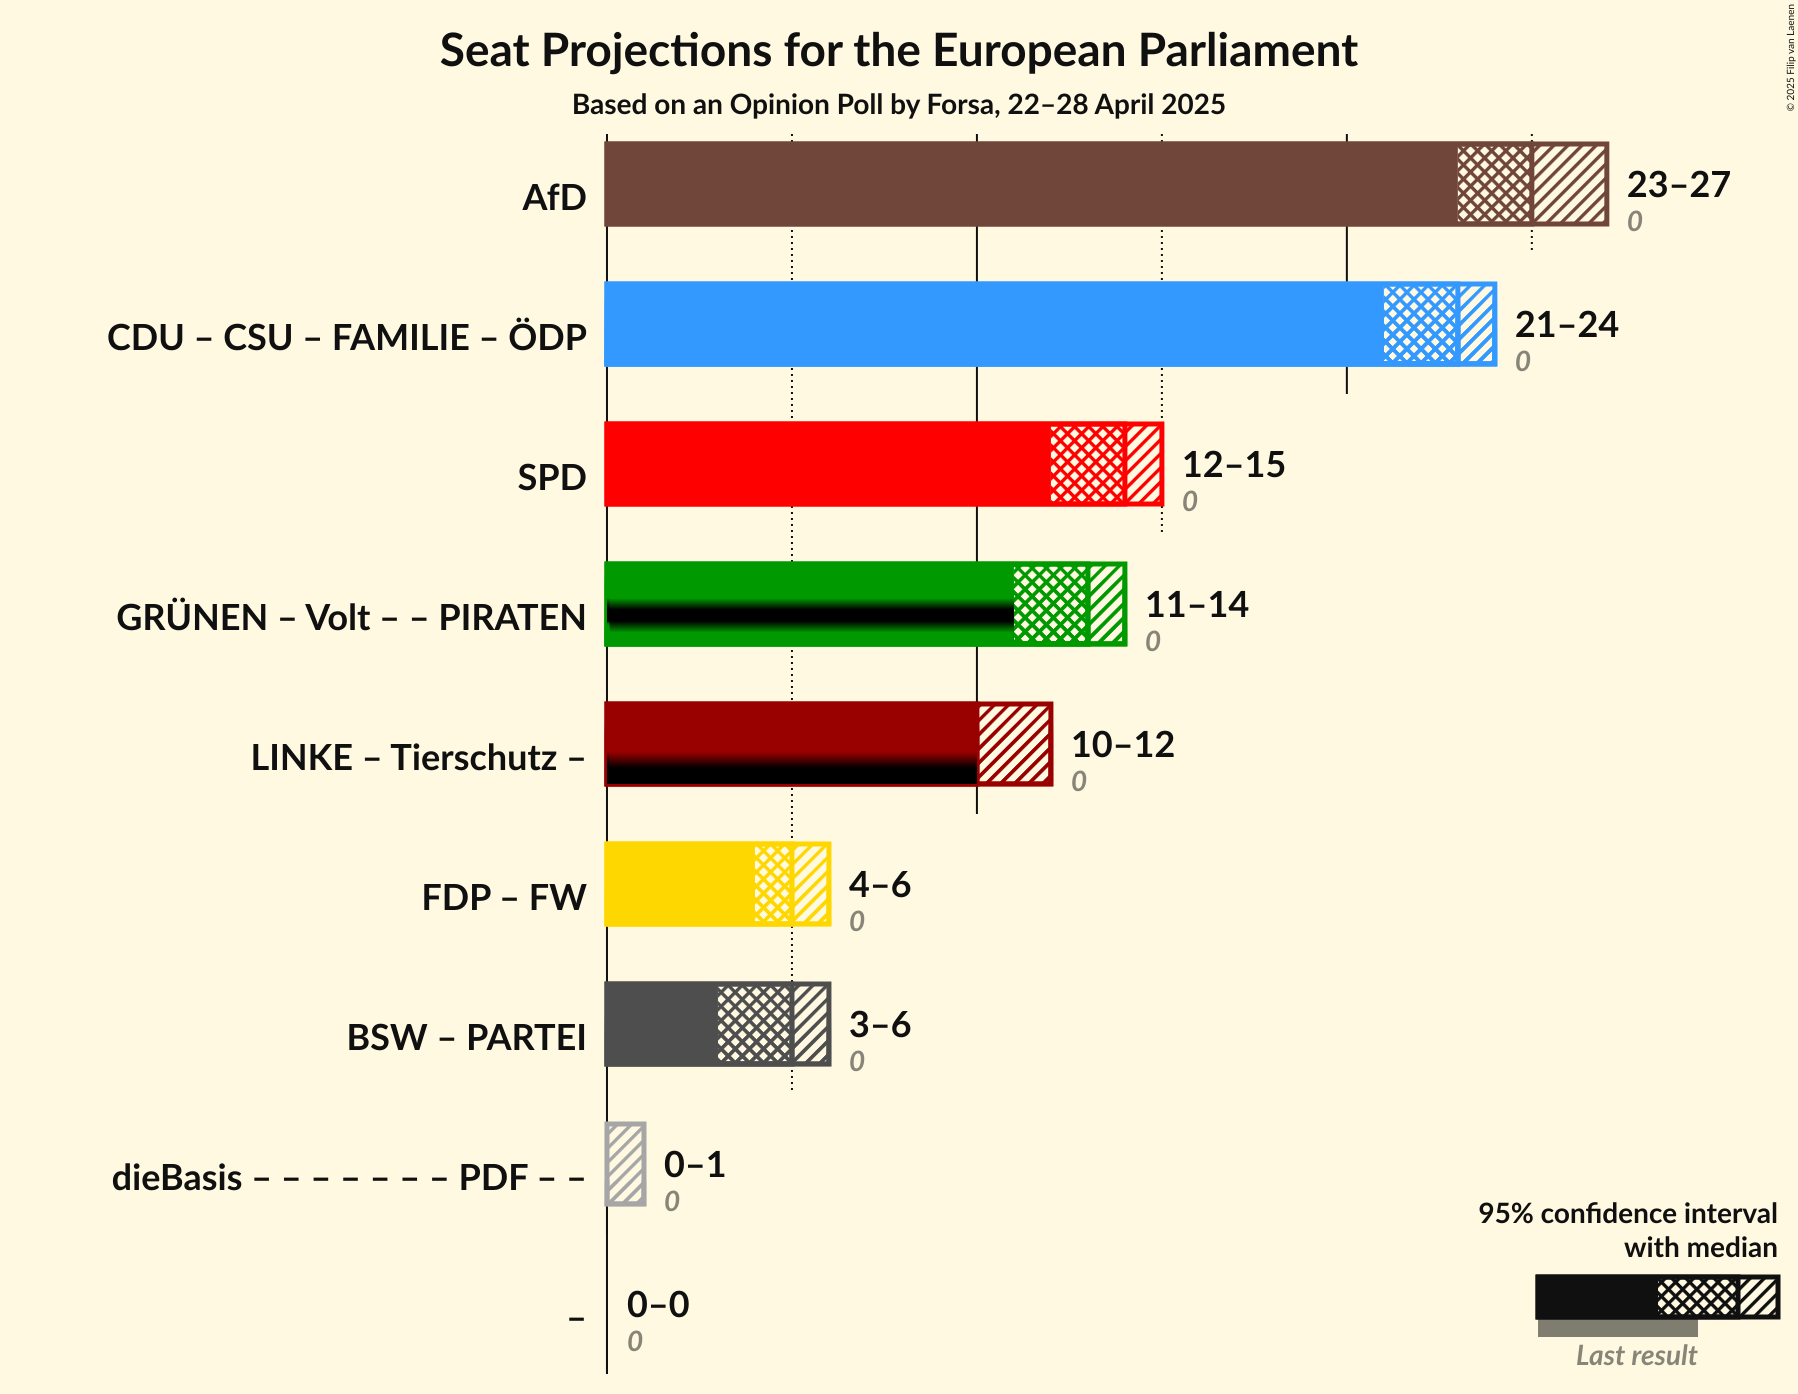 Seat Projections for the European Parliament
Based on an Opinion Poll by Forsa, 22–28 April 2025
© 2025 Filip van Laenen
AfD
23–27
0
CDU – CSU – FAMILIE – ÖDP
21–24
0
SPD
12–15
0
GRÜNEN – Volt – – PIRATEN
11–14
0
LINKE – Tierschutz –
10–12
0
FDP – FW
4–6
0
BSW – PARTEI
3–6
0
dieBasis – – – – – – – PDF – –
0–1
0
–
0–0
0
95% confidence interval
with median
Last result